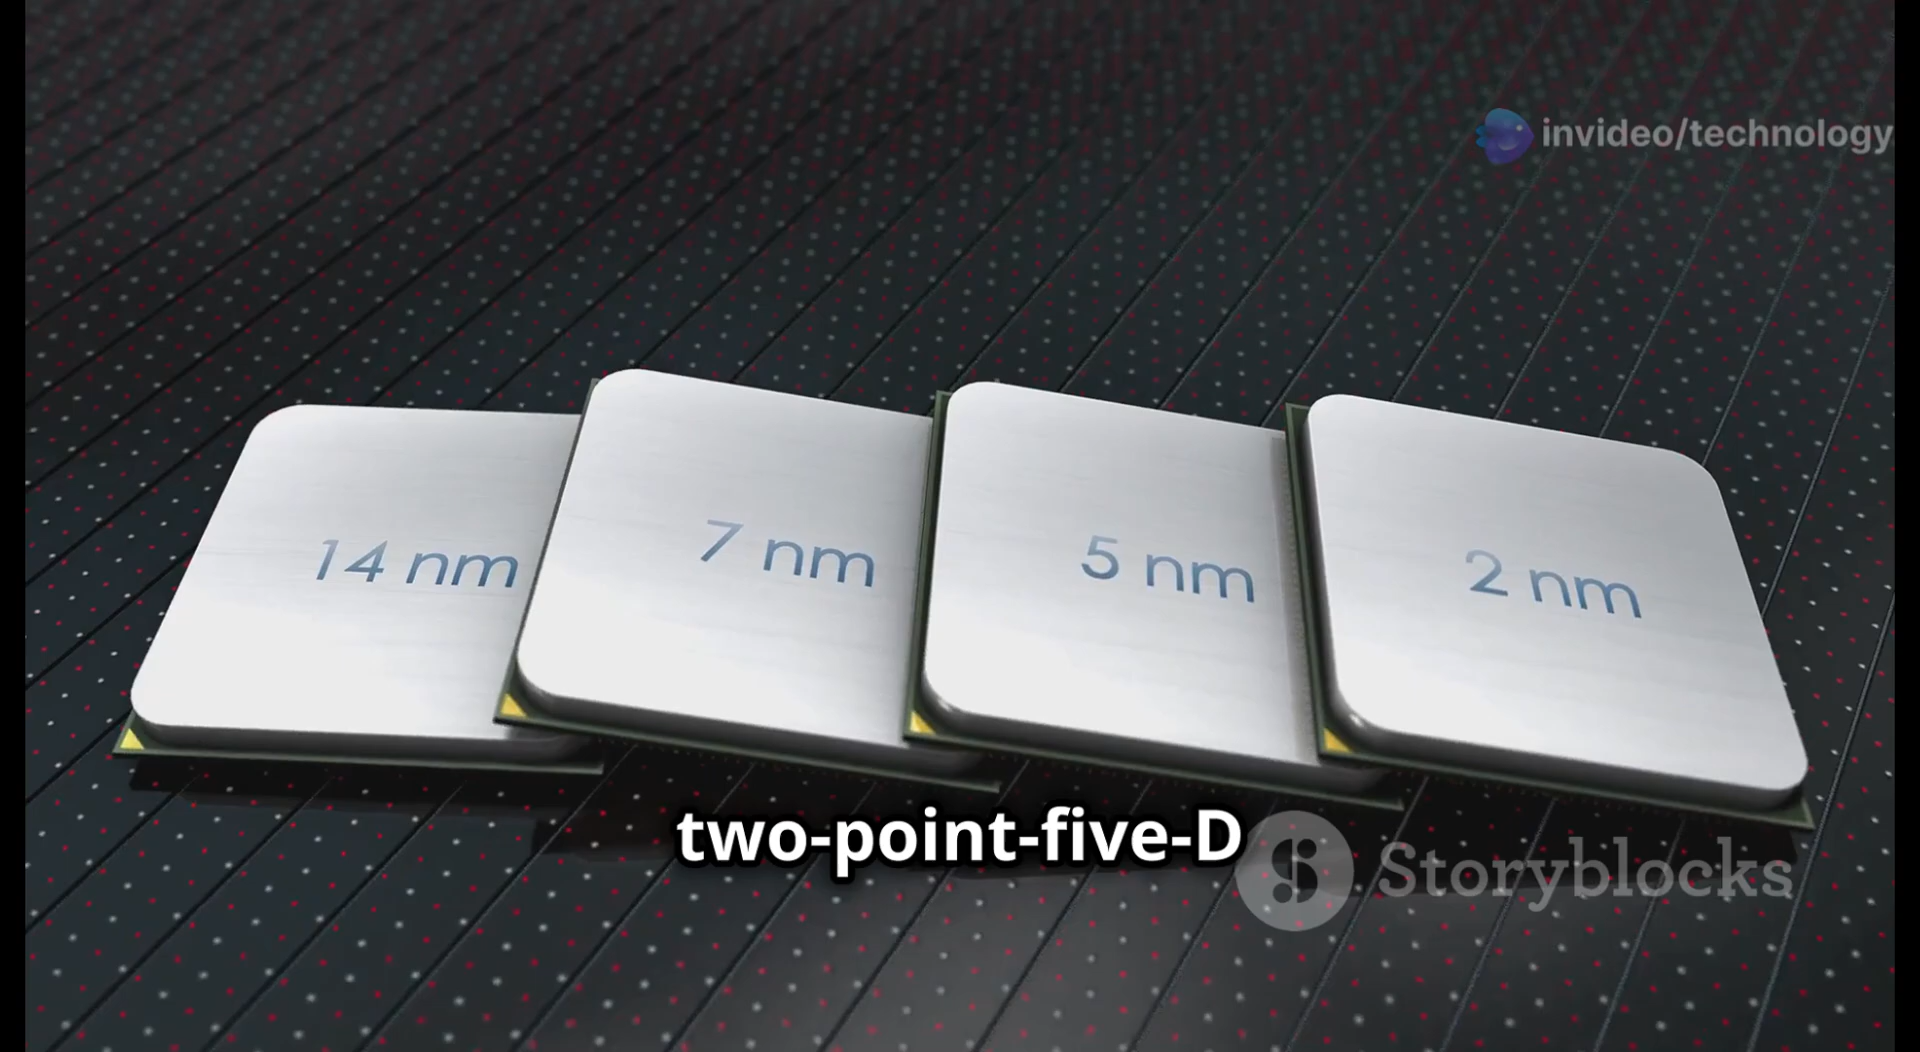 invideo/technology
14 nm
7 nm
5 nm
2 nm
two-point-five-D
Storyblocks